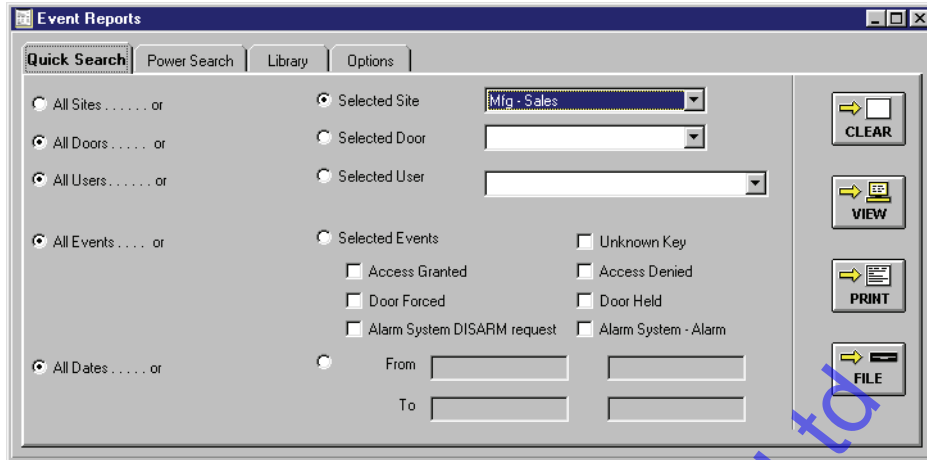 Event Reports
Quick Search Power Search Library Options
All Sites . . . . . . or Selected Site Mfg - Sales
CLEAR
All Doors . . . . . or Selected Door
All Users . . . . . . or Selected User
VIEW
All Events . . . . or Selected Events Unknown Key
Access Granted Access Denied
Door Forced Door Held
PRINT
Alarm System DISARM request Alarm System - Alarm
All Dates . . . . . or From
FILE
To
td